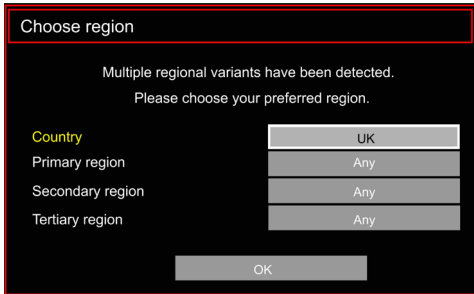 Choose region
Multiple regional variants have been detected.
Please choose your preferred region.
Country UK
Primary region Any
Secondary region Any
Tertiary region Any
OK